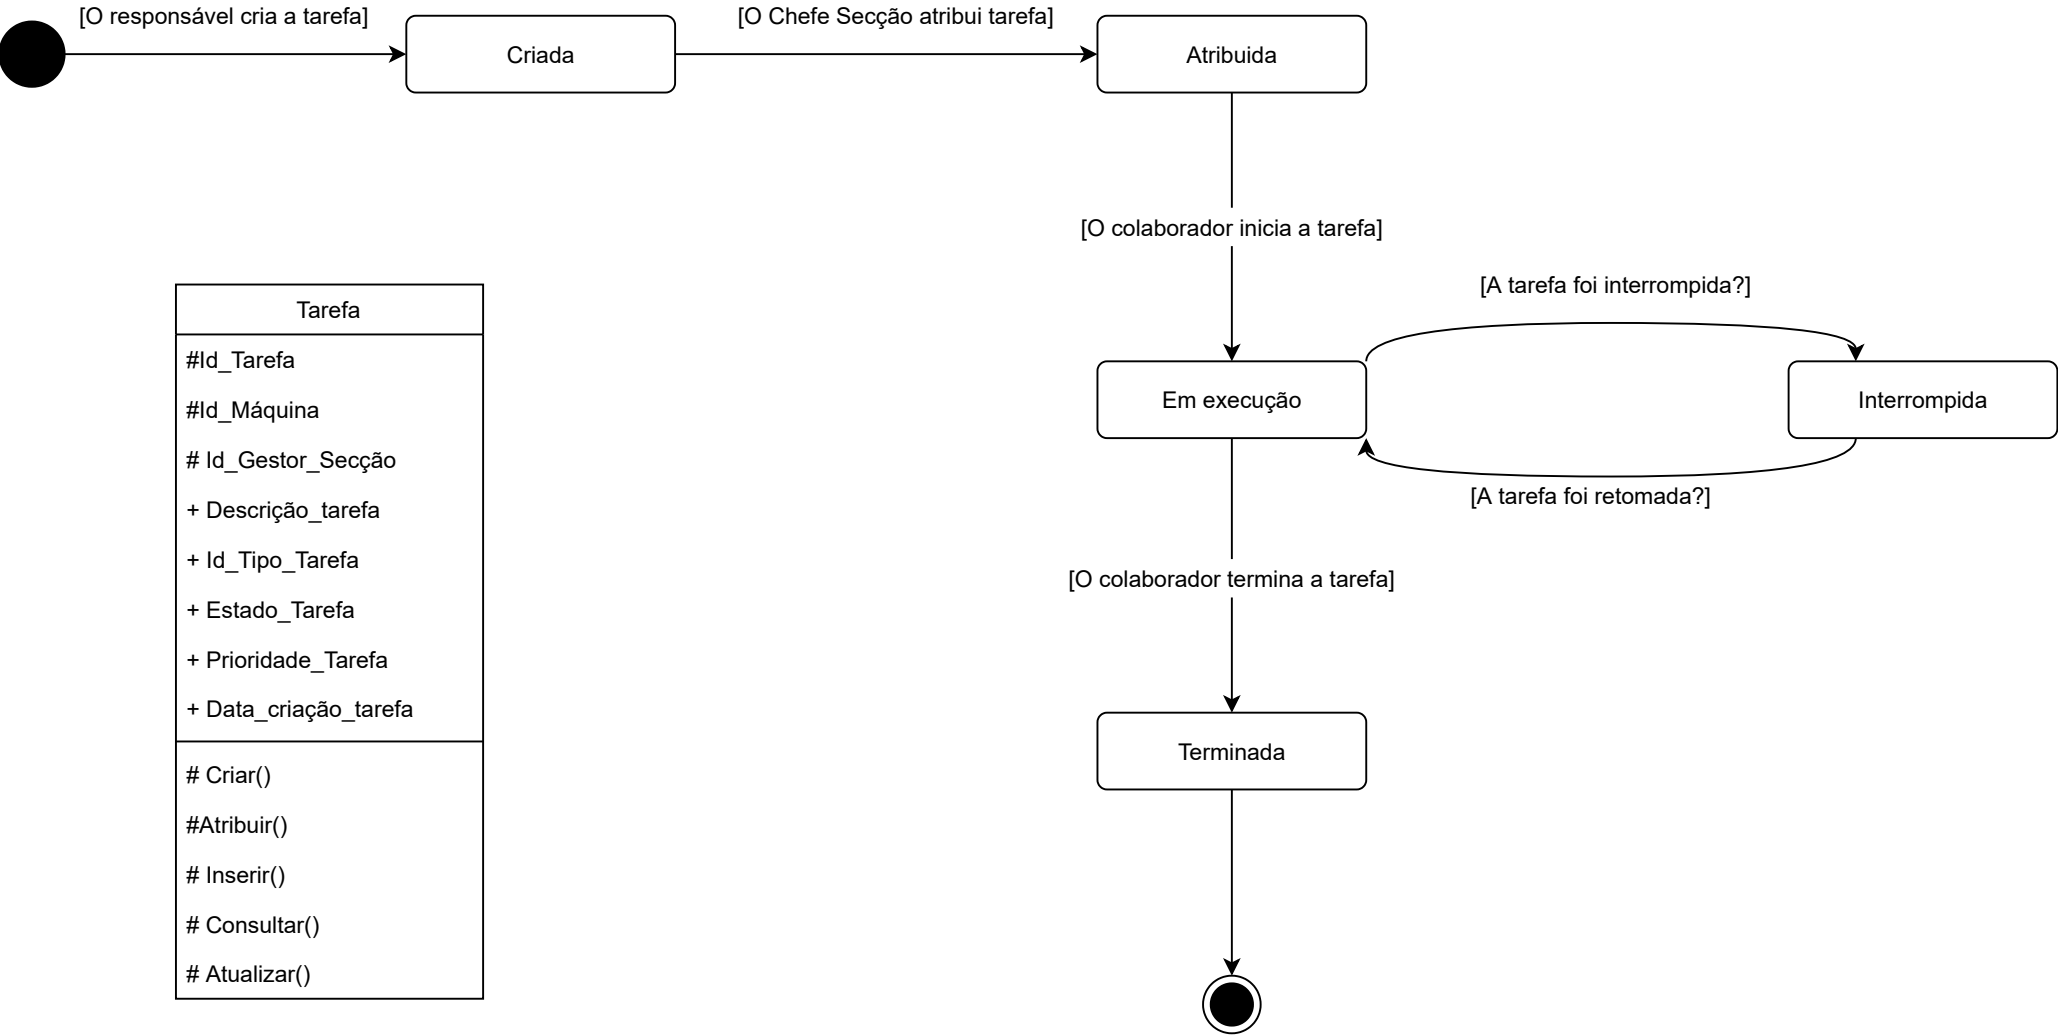 [O responsável cria a tarefa]
[O Chefe Secção atribui tarefa]
Criada
Atribuida
[O colaborador inicia a tarefa]
[A tarefa foi interrompida?]
Em execução
Interrompida
[A tarefa foi retomada?]
[O colaborador termina a tarefa]
Terminada
Tarefa
#Id_Tarefa
#Id_Máquina
# Id_Gestor_Secção
+ Descrição_tarefa
+ Id_Tipo_Tarefa
+ Estado_Tarefa
+ Prioridade_Tarefa
+ Data_criação_tarefa
# Criar()
#Atribuir()
# Inserir()
# Consultar()
# Atualizar()